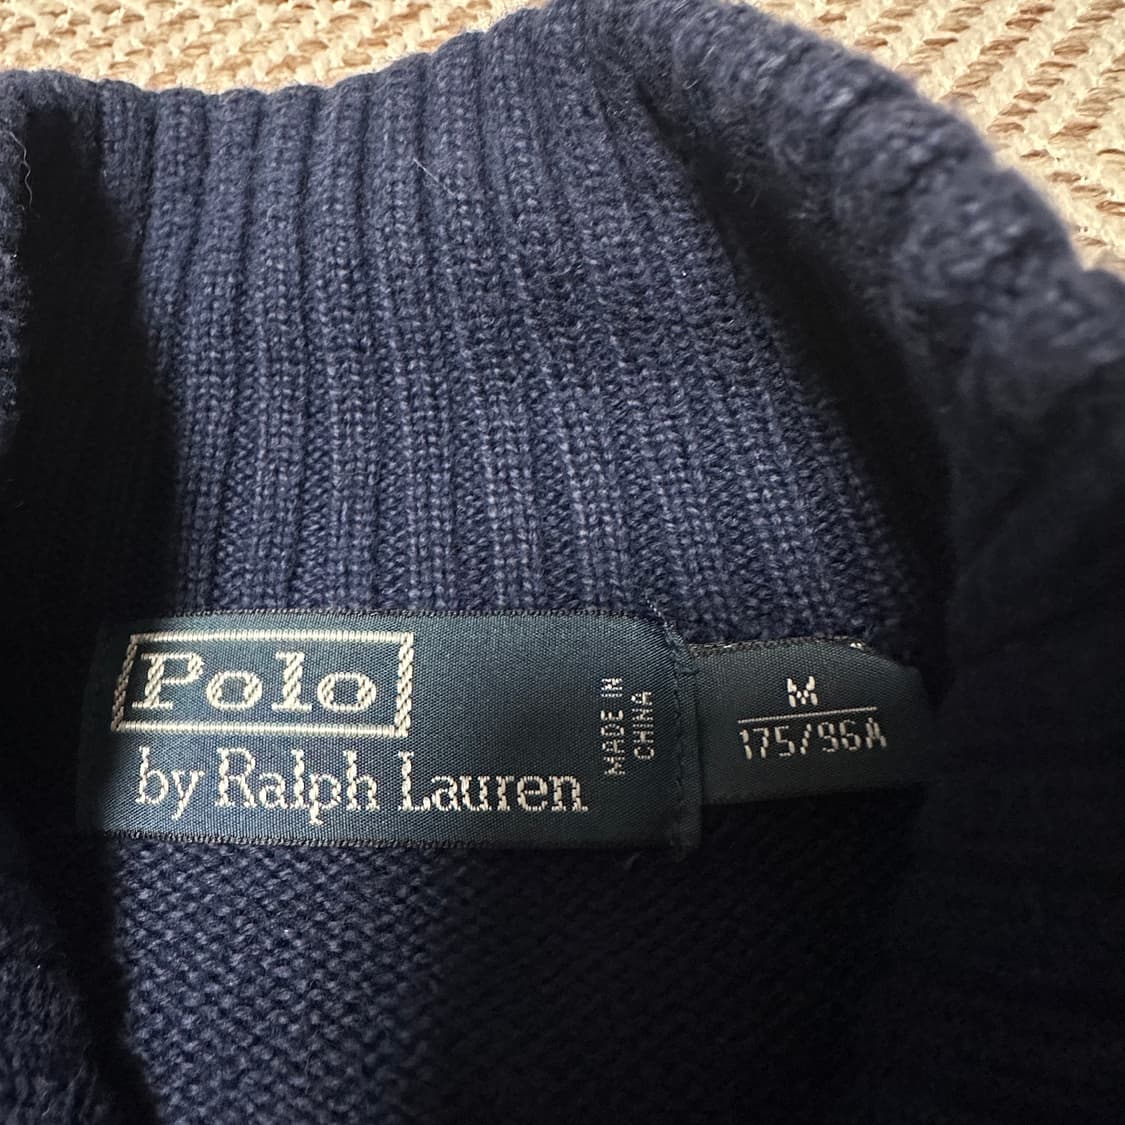 Polo
by Ralph Lauren
MADE IN
CHINA
M
175/96A